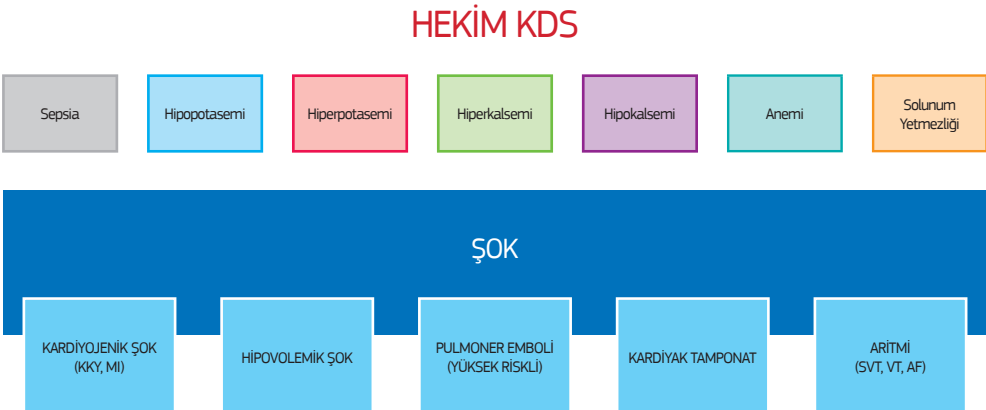 HEKİM KDS
Sepsia
Hipopotasemi
Hiperpotasemi
Hiperkalsemi
Hipokalsemi
Anemi
Solunum
Yetmezliği
ŞOK
KARDİYOJENİK ŞOK
(KKY, MI)
HİPOVOLEMİK ŞOK
PULMONER EMBOLİ
(YÜKSEK RİSKLİ)
KARDİYAK TAMPONAT
ARİTMİ
(SVT, VT, AF)